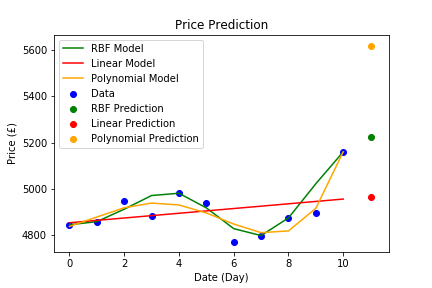 Price Prediction
Price (£)
5600
5400
5200
5000
4800
RBF Model
Linear Model
Polynomial Model
Data
RBF Prediction
Linear Prediction
Polynomial Prediction
0 2 4 6 8 10
Date (Day)